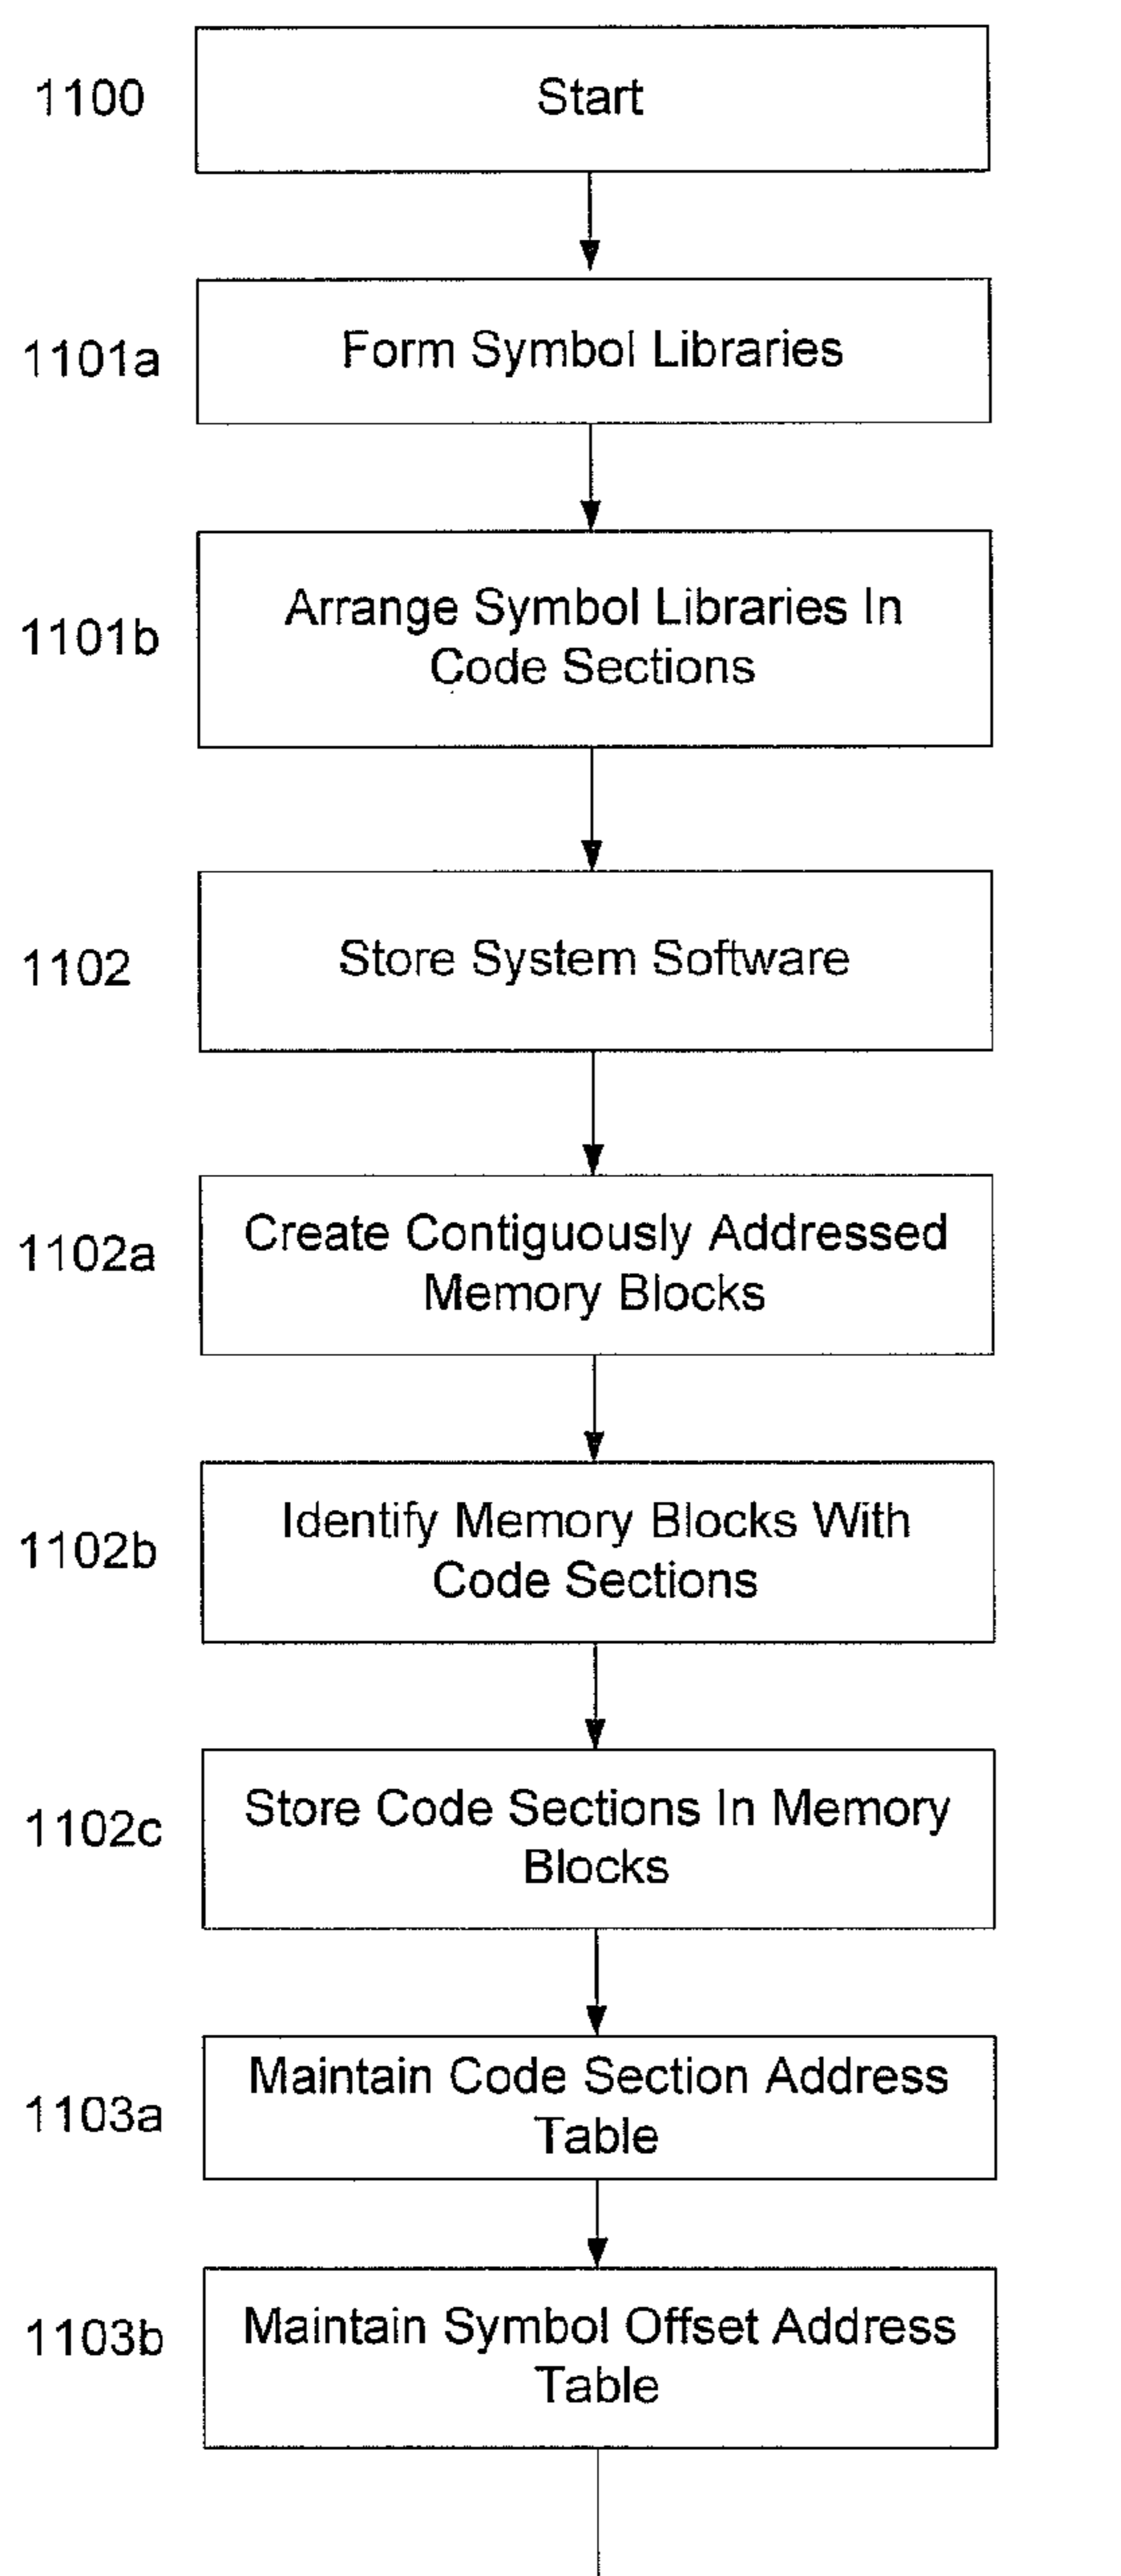 1100
Start
1101a
Form Symbol Libraries
1101b
Arrange Symbol Libraries In
Code Sections
1102
Store System Software
1102a
Create Contiguously Addressed
Memory Blocks
1102b
Identify Memory Blocks With
Code Sections
1102c
Store Code Sections In Memory
Blocks
1103a
Maintain Code Section Address
Table
1103b
Maintain Symbol Offset Address
Table